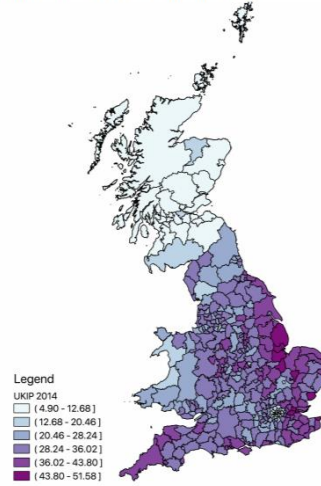 Legend
UKIP 2014
( 4.90 - 12.68 ]
( 12.68 - 20.46 ]
( 20.46 - 28.24 ]
( 28.24 - 36.02 ]
( 36.02 - 43.80 ]
( 43.80 - 51.58 ]